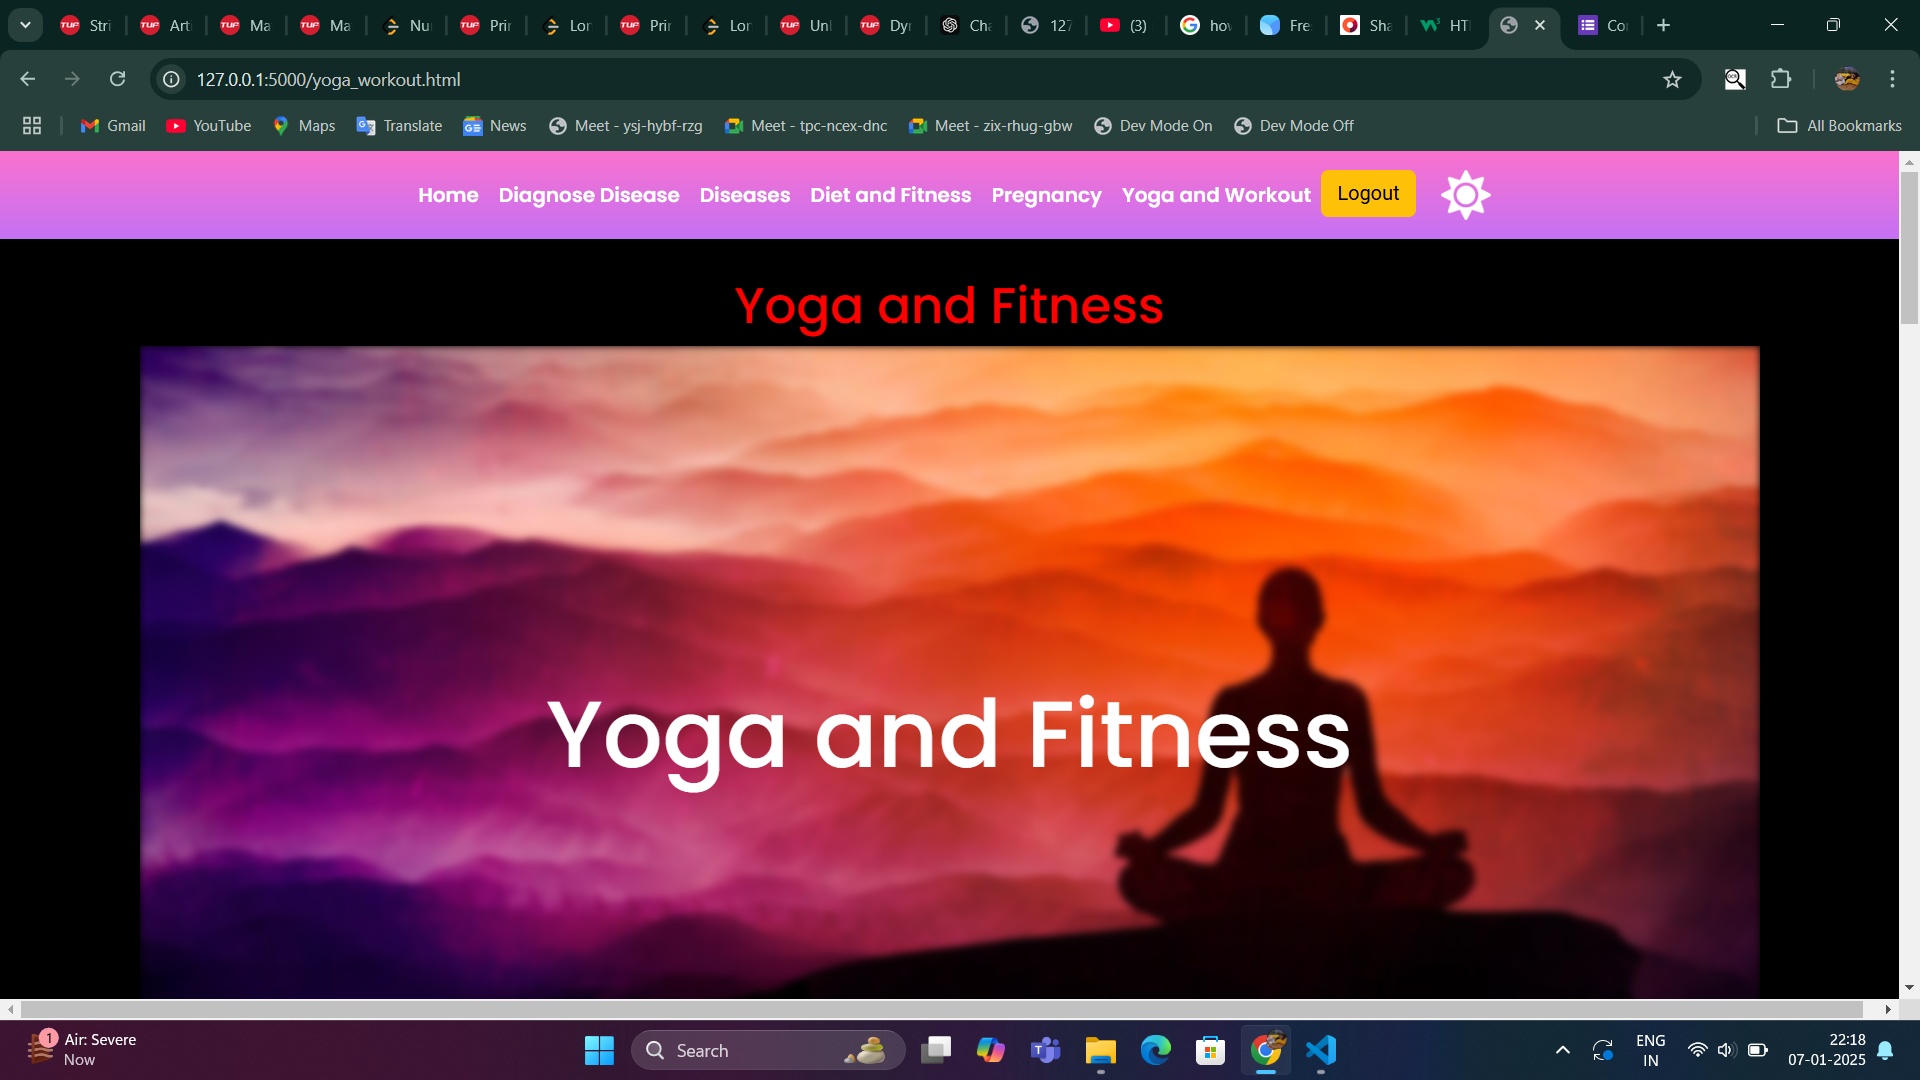 Stri
Arti
Ma
Ma
Nu
Prir
Lor
Prir
Lor
Unl
Dyr
Cha
127
(3)
hov
Fre
Sha
HTI
Co
127.0.0.1:5000/yoga_workout.html
Gmail
YouTube
Maps
Translate
News
Meet - ysj-hybf-rzg
Meet - tpc-ncex-dnc
Meet - zix-rhug-gbw
Dev Mode On
Dev Mode Off
All Bookmarks
Home
Diagnose Disease
Diseases
Diet and Fitness
Pregnancy
Yoga and Workout
Logout
Yoga and Fitness
Yoga and Fitness
1
Air: Severe
Now
Search
ENG
IN
22:18
07-01-2025